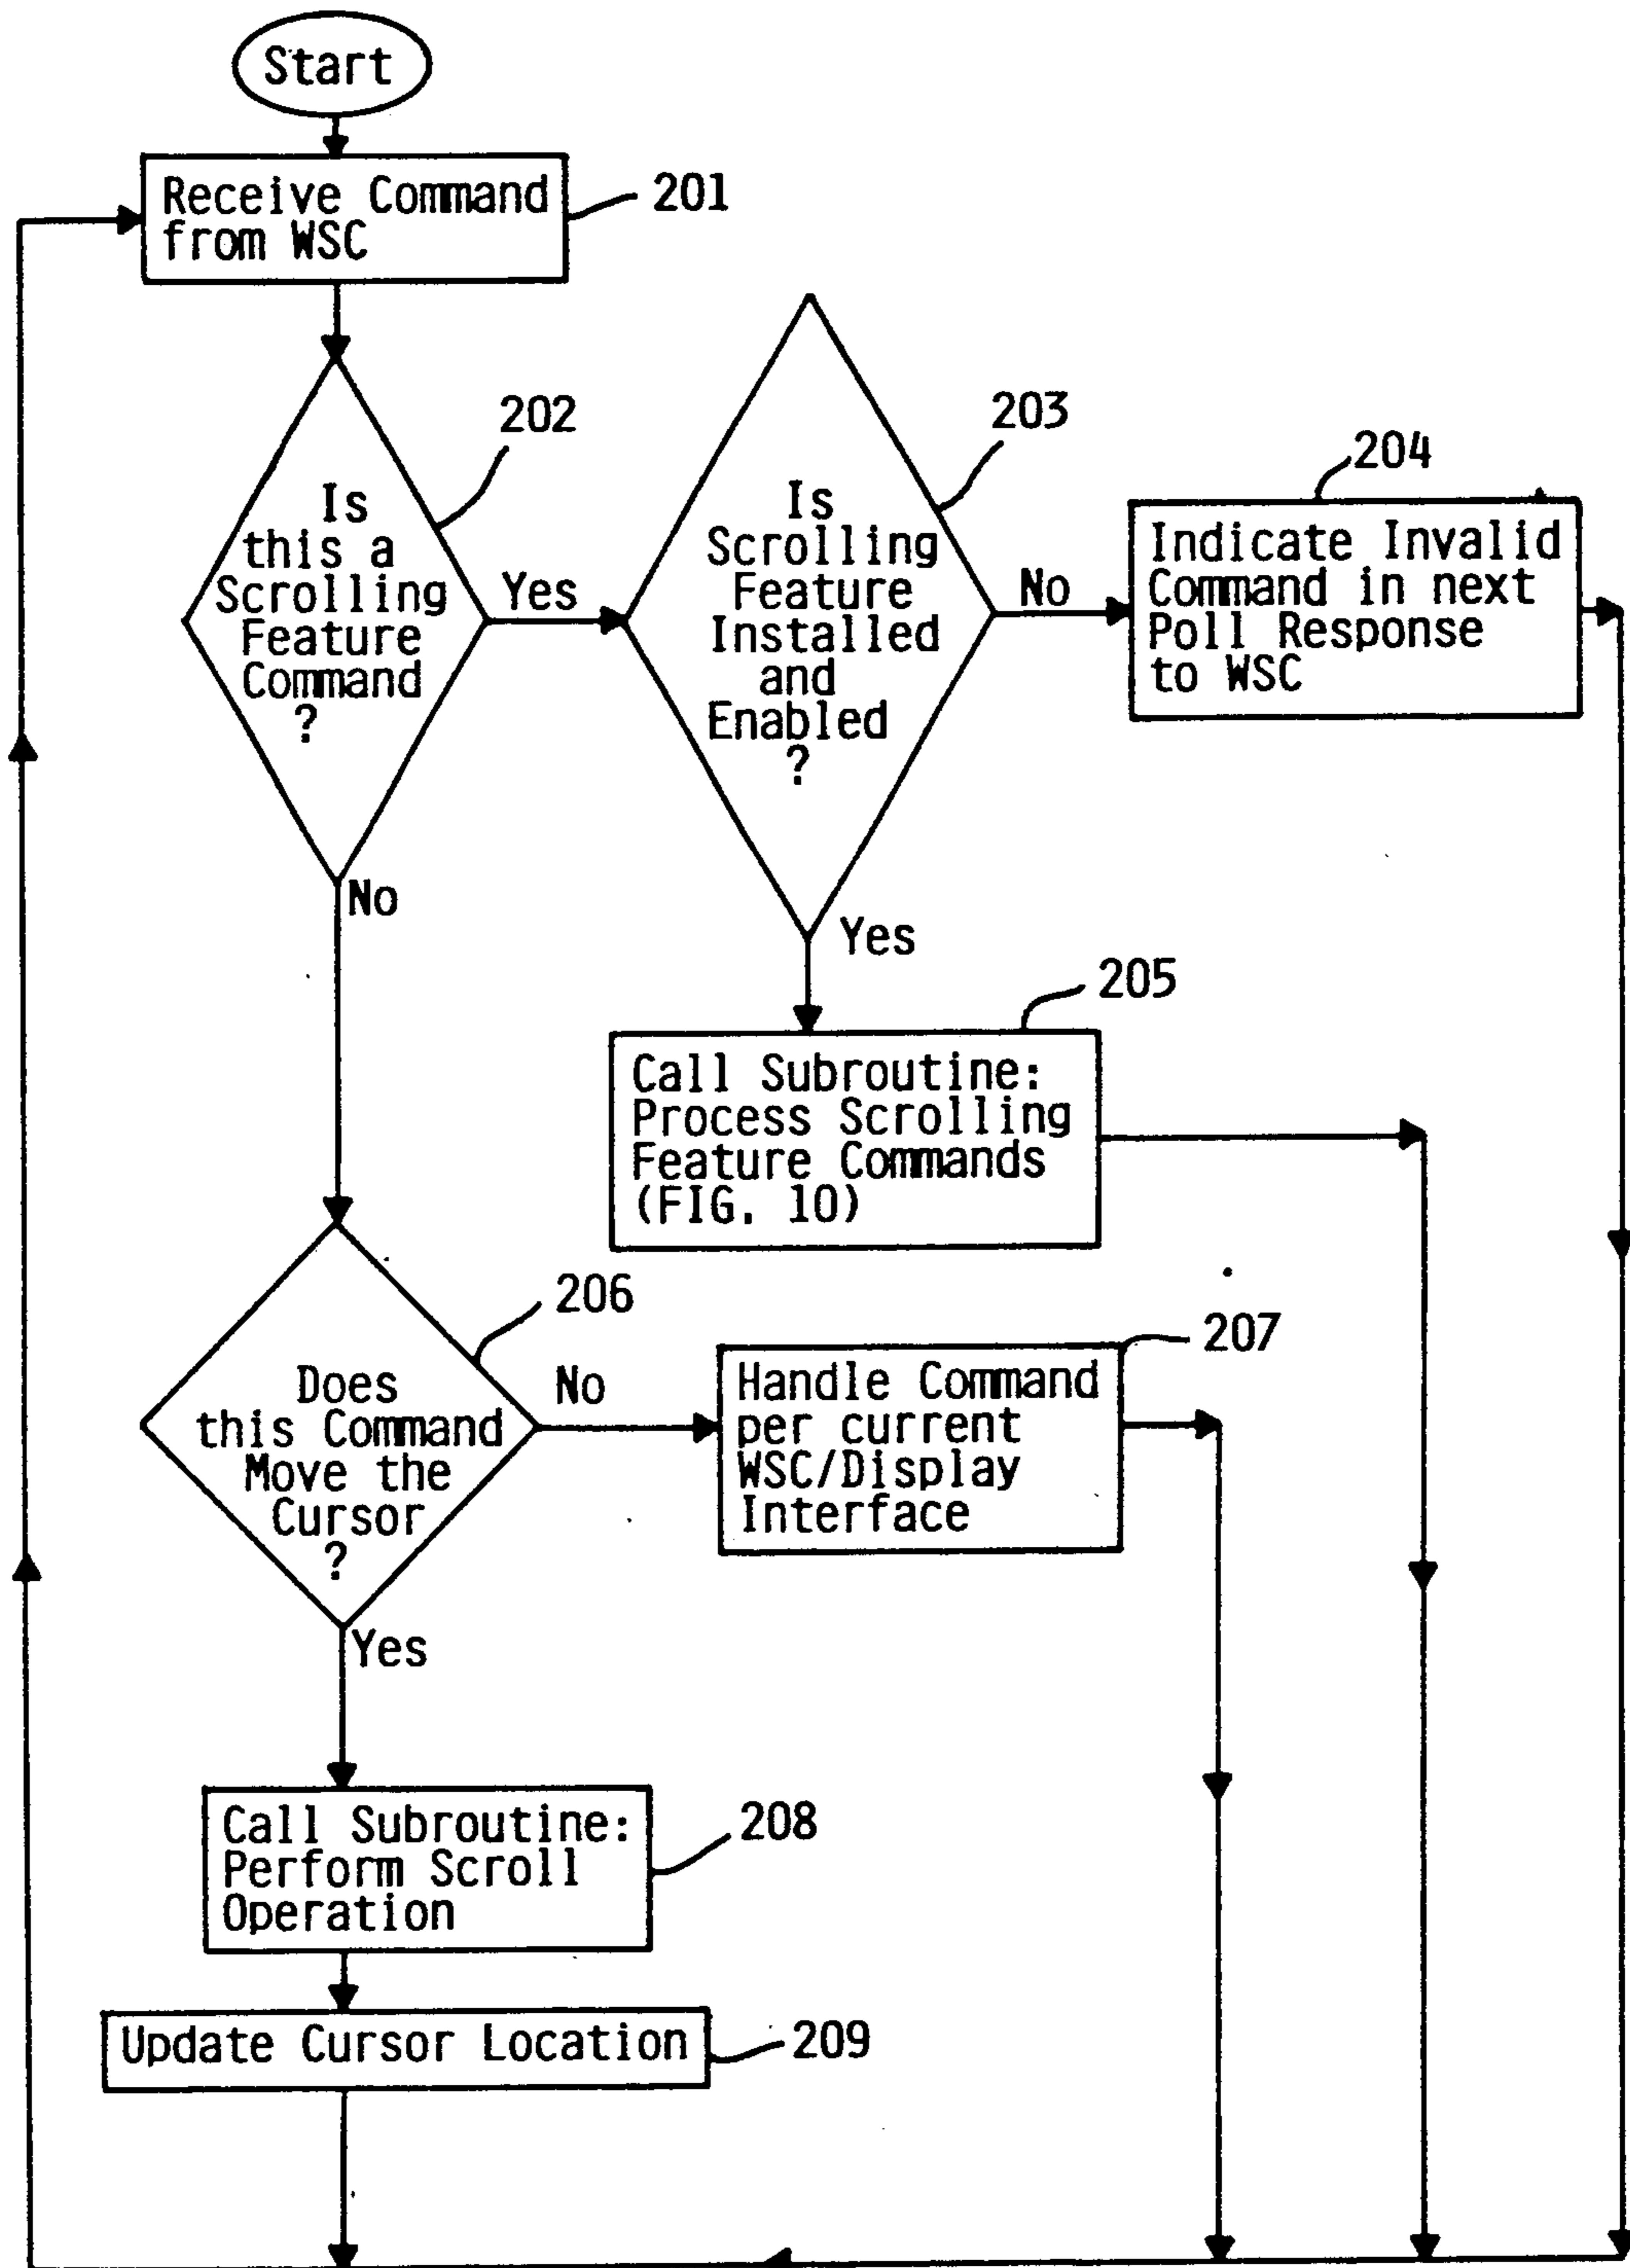 Start
Receive Command
from WSC
201
202
Is
this a
Scrolling
Feature
Command
?
Yes
No
203
Is
Scrolling
Feature
Installed
and
Enabled
?
No
Yes
204
Indicate Invalid
Command in next
Poll Response
to WSC
205
Call Subroutine:
Process Scrolling
Feature Commands
(FIG. 10)
206
Does
this Command
Move the
Cursor
?
No
Yes
207
Handle Command
per current
WSC/Display
Interface
Call Subroutine:
Perform Scroll
Operation
208
Update Cursor Location
209